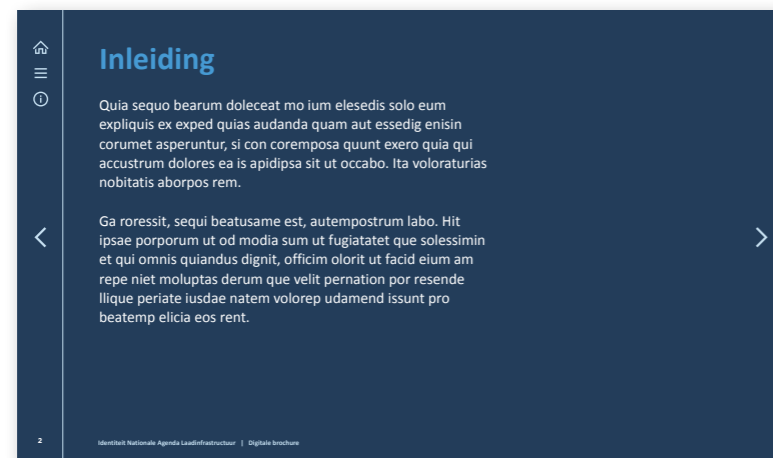 Inleiding
Quia sequo bearum doleceat mo ium elesedis solo eum
expliquis ex exped quias audanda quam aut essedig enisin
corumet asperuntur, si con coremposa quunt exero quia qui
accustrum dolores ea is apidipsa sit ut occabo. Ita voloraturias
nobitatis aborpos rem.
Ga roressit, sequi beatusame est, autempostrum labo. Hit
ipsae porporum ut od modia sum ut fugiatatet que solessimin
et qui omnis quiandus dignit, officim olorit ut facid eium am
repe niet moluptas derum que velit pernation por resende
llique periate iusdae natem volorep udamend issunt pro
beatemp elicia eos rent.
2
Identiteit Nationale Agenda Laadinfrastructuur | Digitale brochure